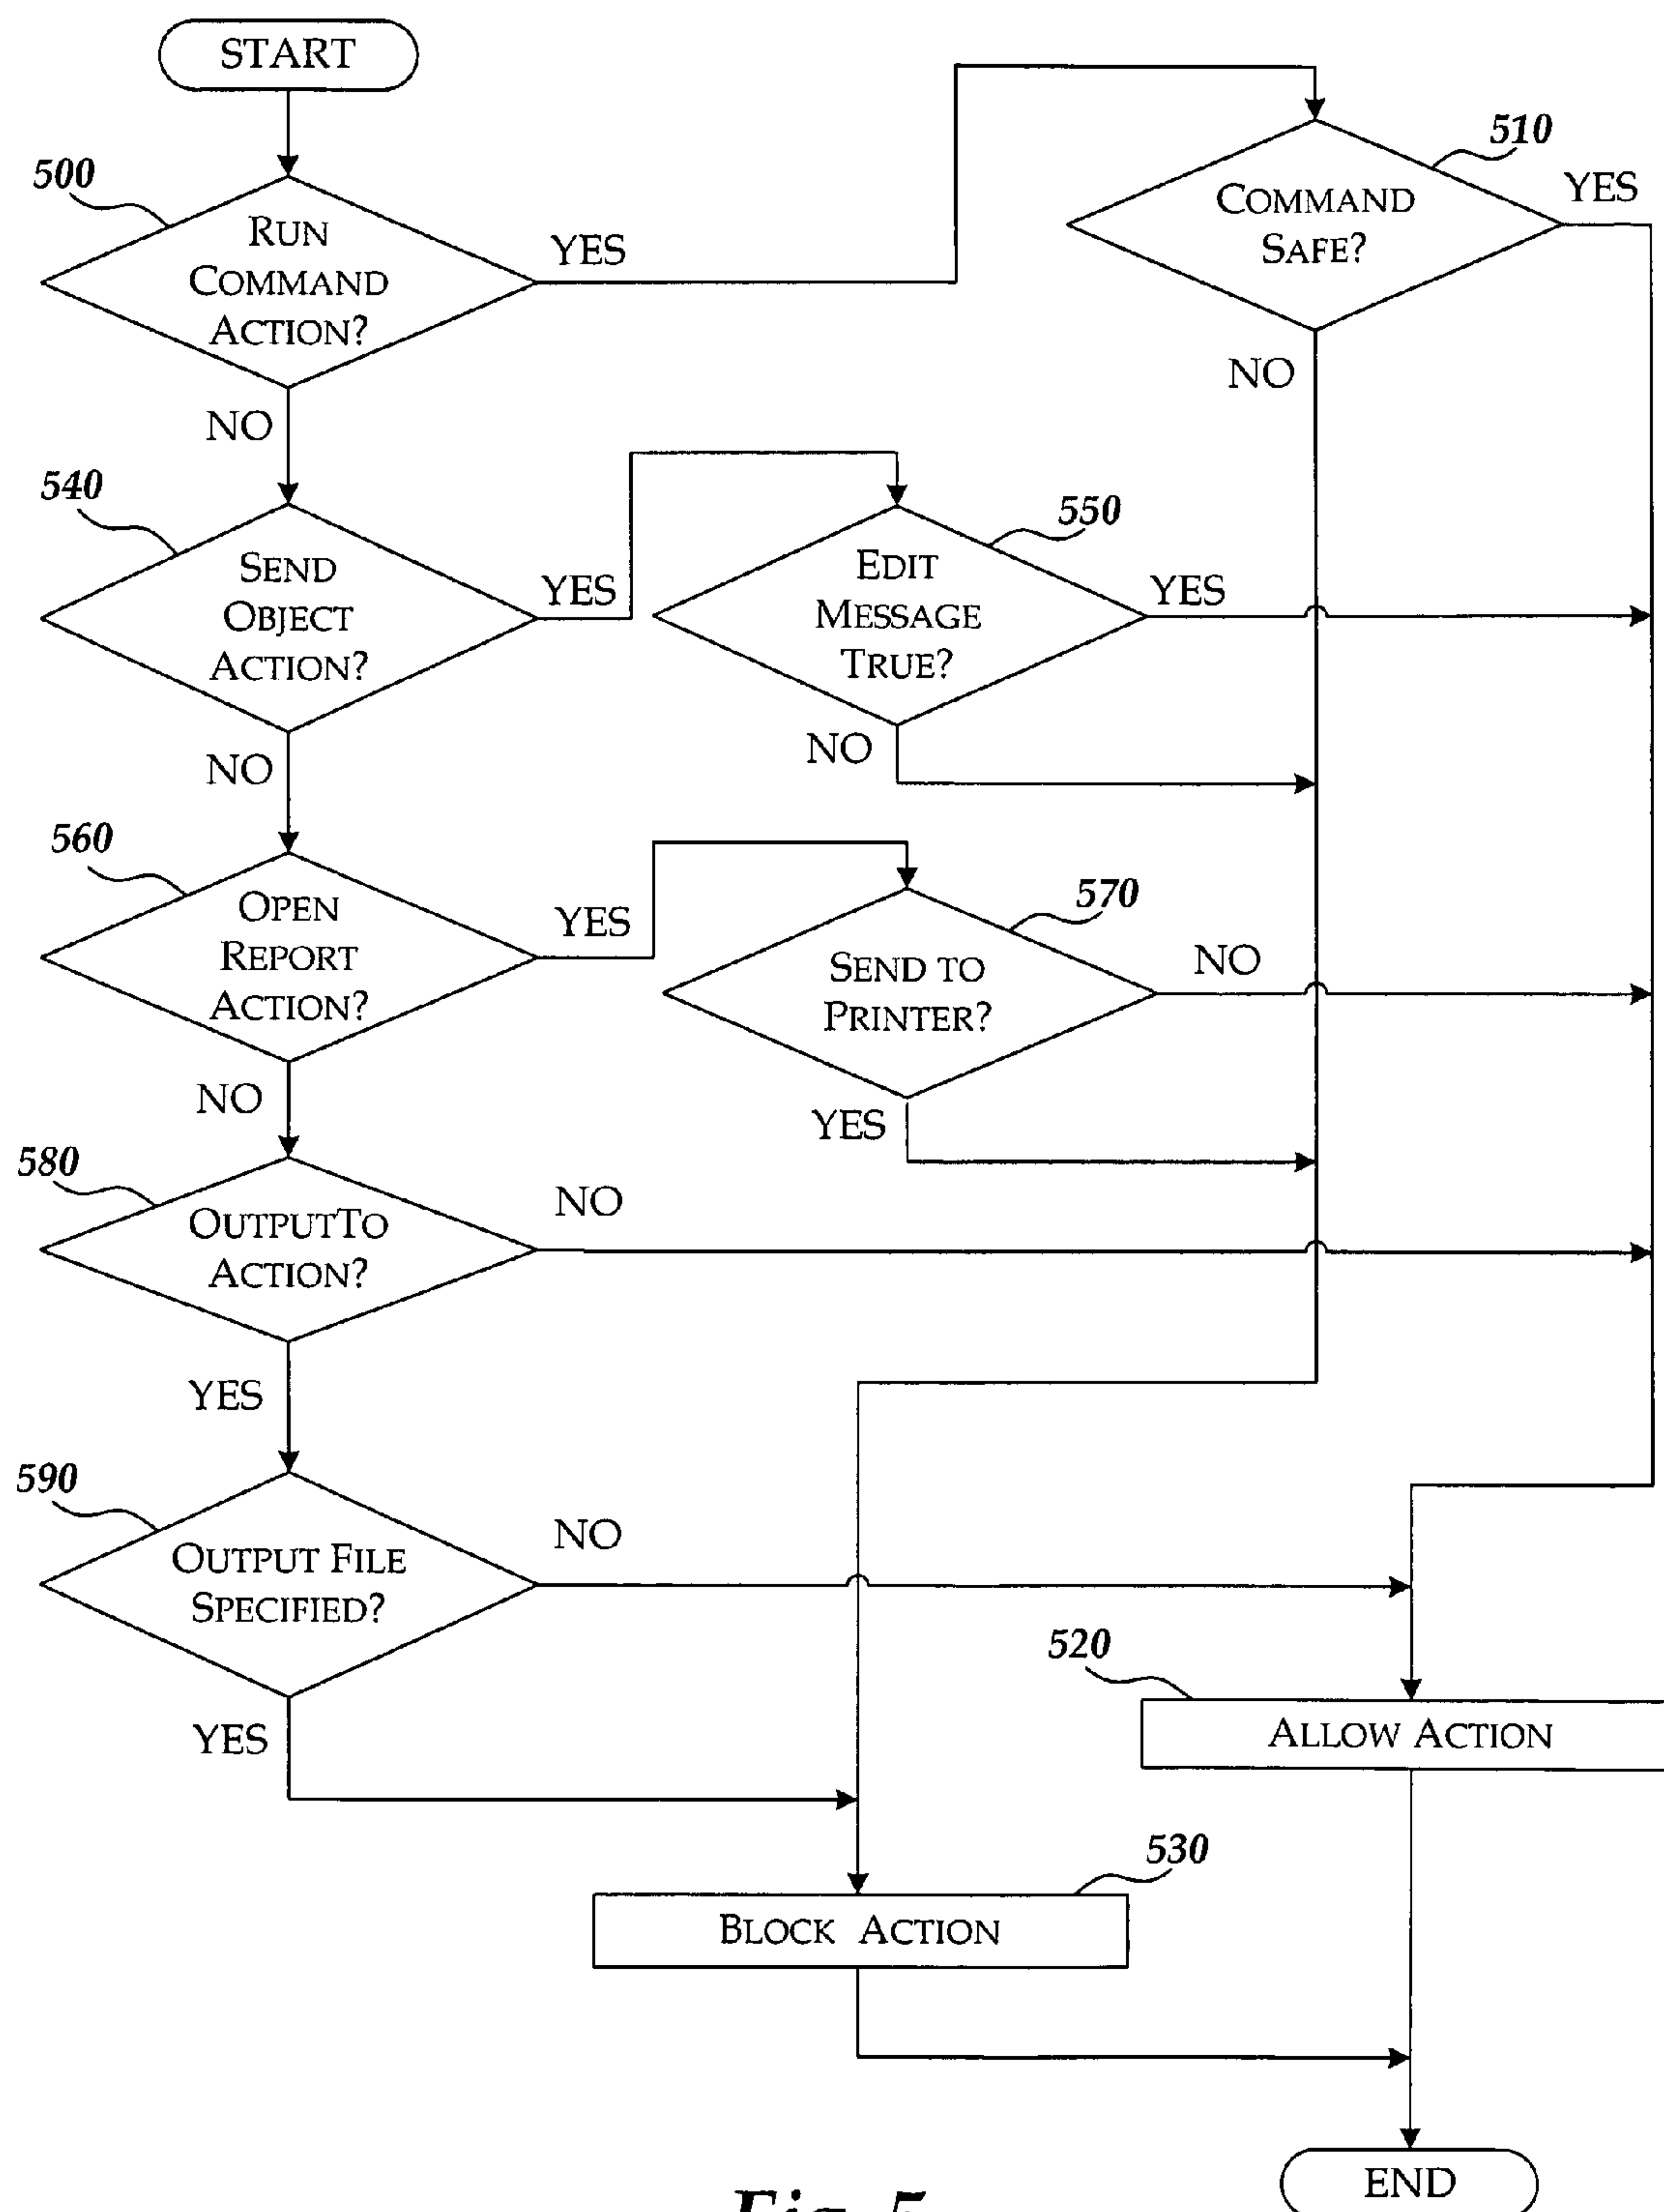 START
500
RUN
COMMAND
ACTION?
YES
NO
510
COMMAND
SAFE?
YES
NO
540
SEND
OBJECT
ACTION?
YES
NO
550
EDIT
MESSAGE
TRUE?
YES
NO
560
OPEN
REPORT
ACTION?
YES
NO
570
SEND TO
PRINTER?
NO
YES
580
OUTPUTTO
ACTION?
NO
YES
590
OUTPUT FILE
SPECIFIED?
NO
YES
520
ALLOW ACTION
530
BLOCK ACTION
END
Fig. 5